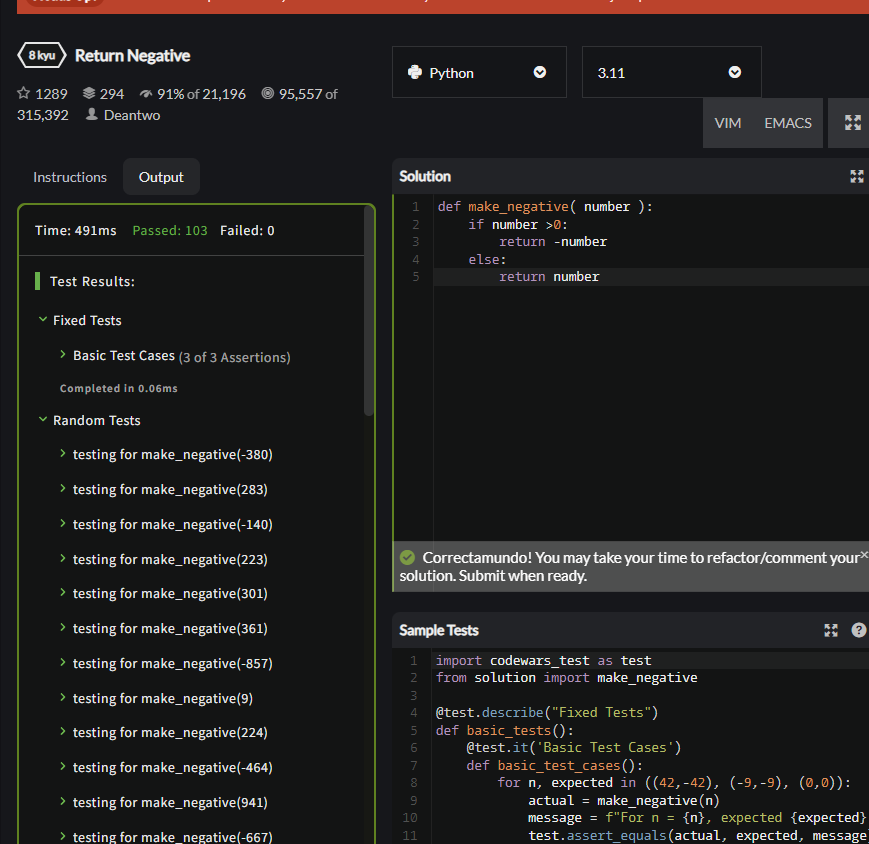 8 kyu Return Negative
1289 294 91% of 21,196 95,557 of
315,392 Deantwo
Python
3.11
VIM EMACS
Instructions Output
Time: 491ms Passed: 103 Failed: 0
Test Results:
Fixed Tests
Basic Test Cases (3 of 3 Assertions)
Completed in 0.06ms
Random Tests
testing for make_negative(-380)
testing for make_negative(283)
testing for make_negative(-140)
testing for make_negative(223)
testing for make_negative(301)
testing for make_negative(361)
testing for make_negative(-857)
testing for make_negative(9)
testing for make_negative(224)
testing for make_negative(-464)
testing for make_negative(941)
testing for make_negative(-667)
Solution
1 def make_negative( number ):
2     if number >0:
3         return -number
4     else:
5         return number
Correctamundo! You may take your time to refactor/comment your
solution. Submit when ready.
Sample Tests
1 import codewars_test as test
2 from solution import make_negative
3
4 @test.describe("Fixed Tests")
5 def basic_tests():
6     @test.it('Basic Test Cases')
7     def basic_test_cases():
8         for n, expected in ((42,-42), (-9,-9), (0,0)):
9             actual = make_negative(n)
10             message = f"For n = {n}, expected {expected}
11             test.assert_equals(actual, expected, message